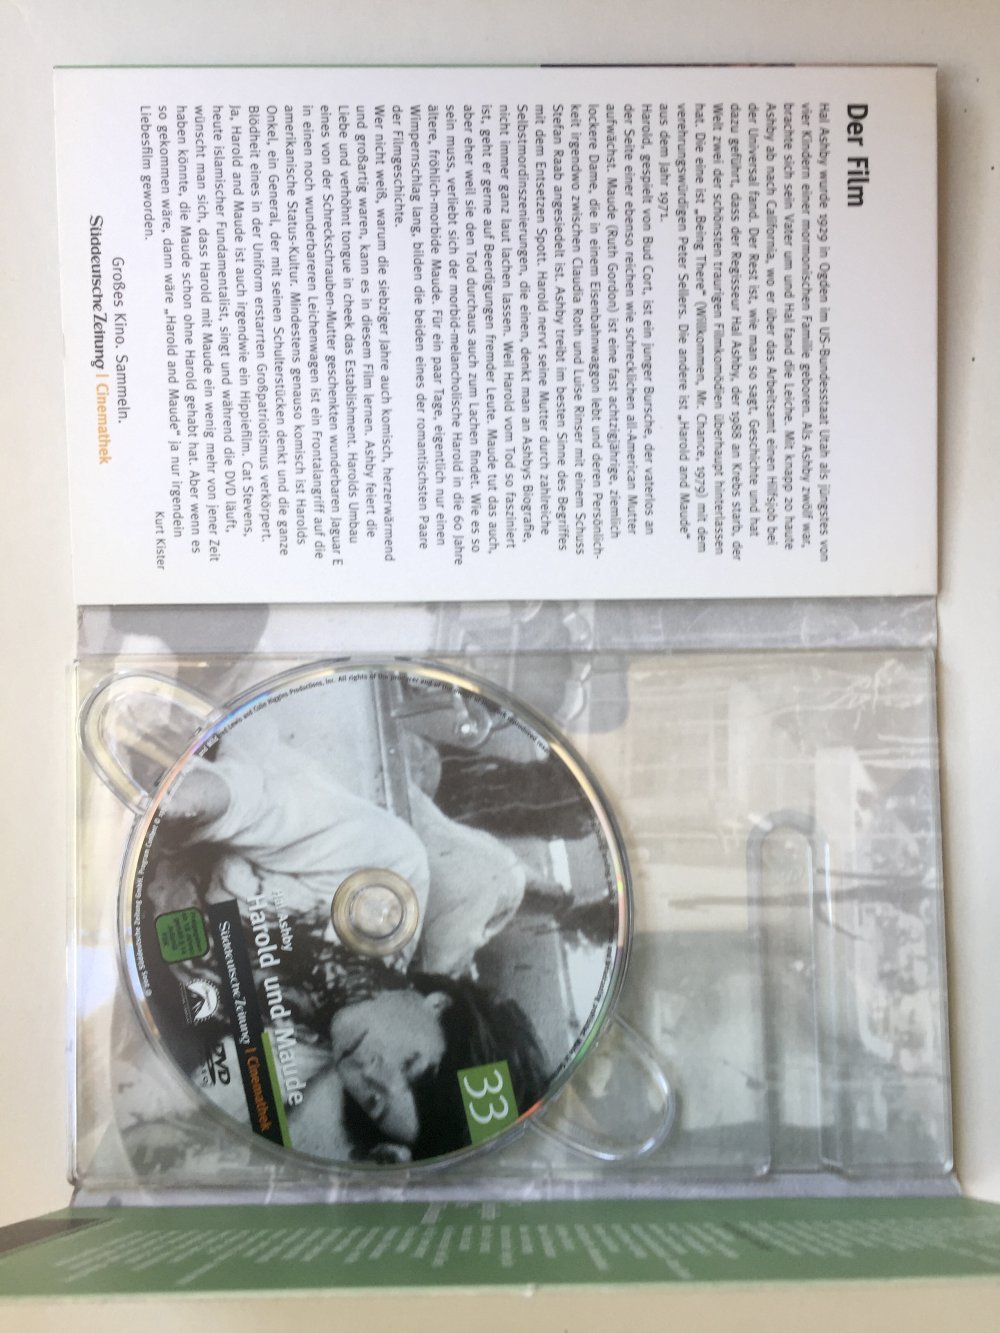 Der Film
Hal Ashby wurde 1929 in Ogden im US-Bundesstaat Utah als jüngstes von
vier Kindern einer mormonischen Familie geboren. Als Ashby zwölf war,
brachte sich sein Vater um und Hal fand die Leiche. Mit knapp 20 haute
Ashby ab nach California, wo er über das Arbeitsamt einen Hilfsjob bei
der Universal fand. Der Rest ist, wie man so sagt, Geschichte und hat
dazu geführt, dass der Regisseur Hal Ashby, der 1988 an Krebs starb, der
Welt zwei der schönsten traurigen Filmkomödien überhaupt hinterlassen
hat: Die eine ist „Being There“ (Willkommen, Mr. Chance, 1979) mit dem
verehrungswürdigen Peter Sellers. Die andere ist „Harold and Maude“
aus dem Jahr 1971.
Harold, gespielt von Bud Cort, ist ein junger Bursche, der vaterlos an
der Seite einer ebenso reichen wie schrecklichen all-American Mutter
aufwächst. Maude (Ruth Gordon) ist eine fast achtzigjährige, ziemlich
lockere Dame, die in einem Eisenbahnwaggon lebt und deren Persönlich-
keit irgendwo zwischen Claudia Roth und Luise Rinser mit einem Schuss
Stefan Raab angesiedelt ist. Ashby treibt im besten Sinne des Begriffes
mit dem Entsetzen Spott. Harold nervt seine Mutter durch zahlreiche
Selbstmordinszenierungen, die einen, denkt man an Ashbys Biografie,
nicht immer ganz laut lachen lassen. Weil Harold vom Tod so fasziniert
ist, geht er gerne auf Beerdigungen fremder Leute. Maude tut das auch,
aber eher weil sie den Tod durchaus auch zum Lachen findet. Wie es so
sein muss, verliebt sich der morbid-melancholische Harold in die 60 Jahre
ältere, fröhlich-morbide Maude. Für ein paar Tage, eigentlich nur einen
Wimpernschlag lang, bilden die beiden eines der romantischsten Paare
der Filmgeschichte.
Wer nicht weiß, warum die siebziger Jahre auch komisch, herzerwärmend
und großartig waren, kann es in diesem Film lernen. Ashby feiert die
Liebe und verhöhnt tongue in cheek das Establishment. Harolds Umbau
eines von der Schreckschrauben-Mutter geschenkten wunderbaren Jaguar E
in einen noch wunderbareren Leichenwagen ist ein Frontalangriff auf die
amerikanische Status-Kultur. Mindestens genauso komisch ist Harolds
Onkel, ein General, der mit seinen Schulterstücken denkt und die ganze
Blödheit eines in der Uniform erstarrten Großpatriotismus verkörpert.
Ja, Harold and Maude ist auch irgendwie ein Hippiefilm. Cat Stevens,
heute islamischer Fundamentalist, singt und während die DVD läuft,
wünscht man sich, dass Harold mit Maude ein wenig mehr von jener Zeit
haben könnte, die Maude schon ohne Harold gehabt hat. Aber wenn es
so gekommen wäre, dann wäre „Harold and Maude“ ja nur irgendein
Liebesfilm geworden.
Kurt Kister
Großes Kino. Sammeln.
Süddeutsche Zeitung | Cinemathek
33
Hal Ashby
Harold und Maude
Süddeutsche Zeitung | Cinemathek
DVD